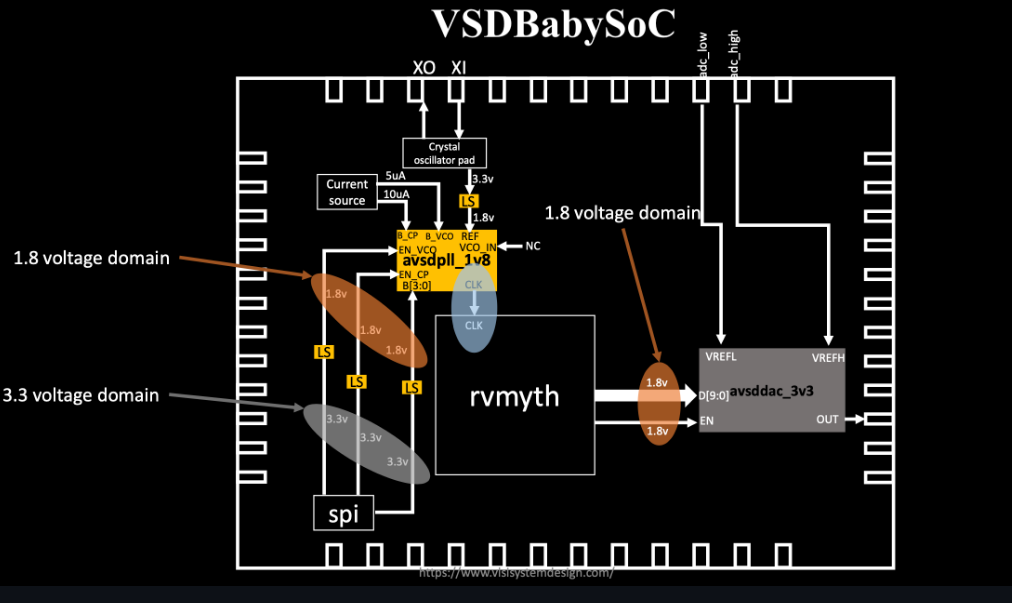 VSDBabySoC
adc_low
adc_high
XO XI
Crystal
oscillator pad
Current
source
5uA
10uA
3.3v
LS
1.8v
1.8 voltage domain
B_CP B_VCO REF
VCO_IN
NC
EN_VCO
avsdpll_1v8
EN_CP
B[3:0]
CLK
CLK
1.8 voltage domain
1.8v
1.8v
1.8v
LS
LS
LS
3.3 voltage domain
3.3v
3.3v
3.3v
spi
rvmyth
1.8v
1.8v
VREFL
VREFH
D[9:0]
avsddac_3v3
EN
OUT
https://www.vlsisystemdesign.com/